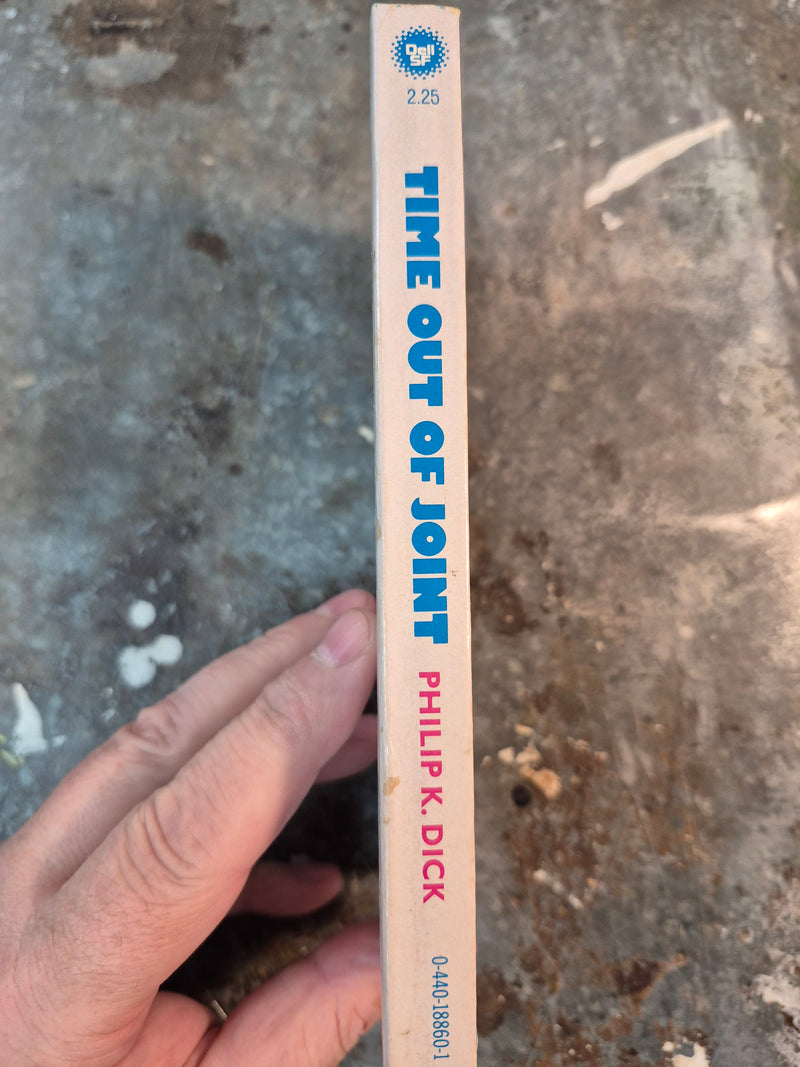 Dell
SF
2.25
TIME OUT OF JOINT
PHILIP K. DICK
0-440-18860-1